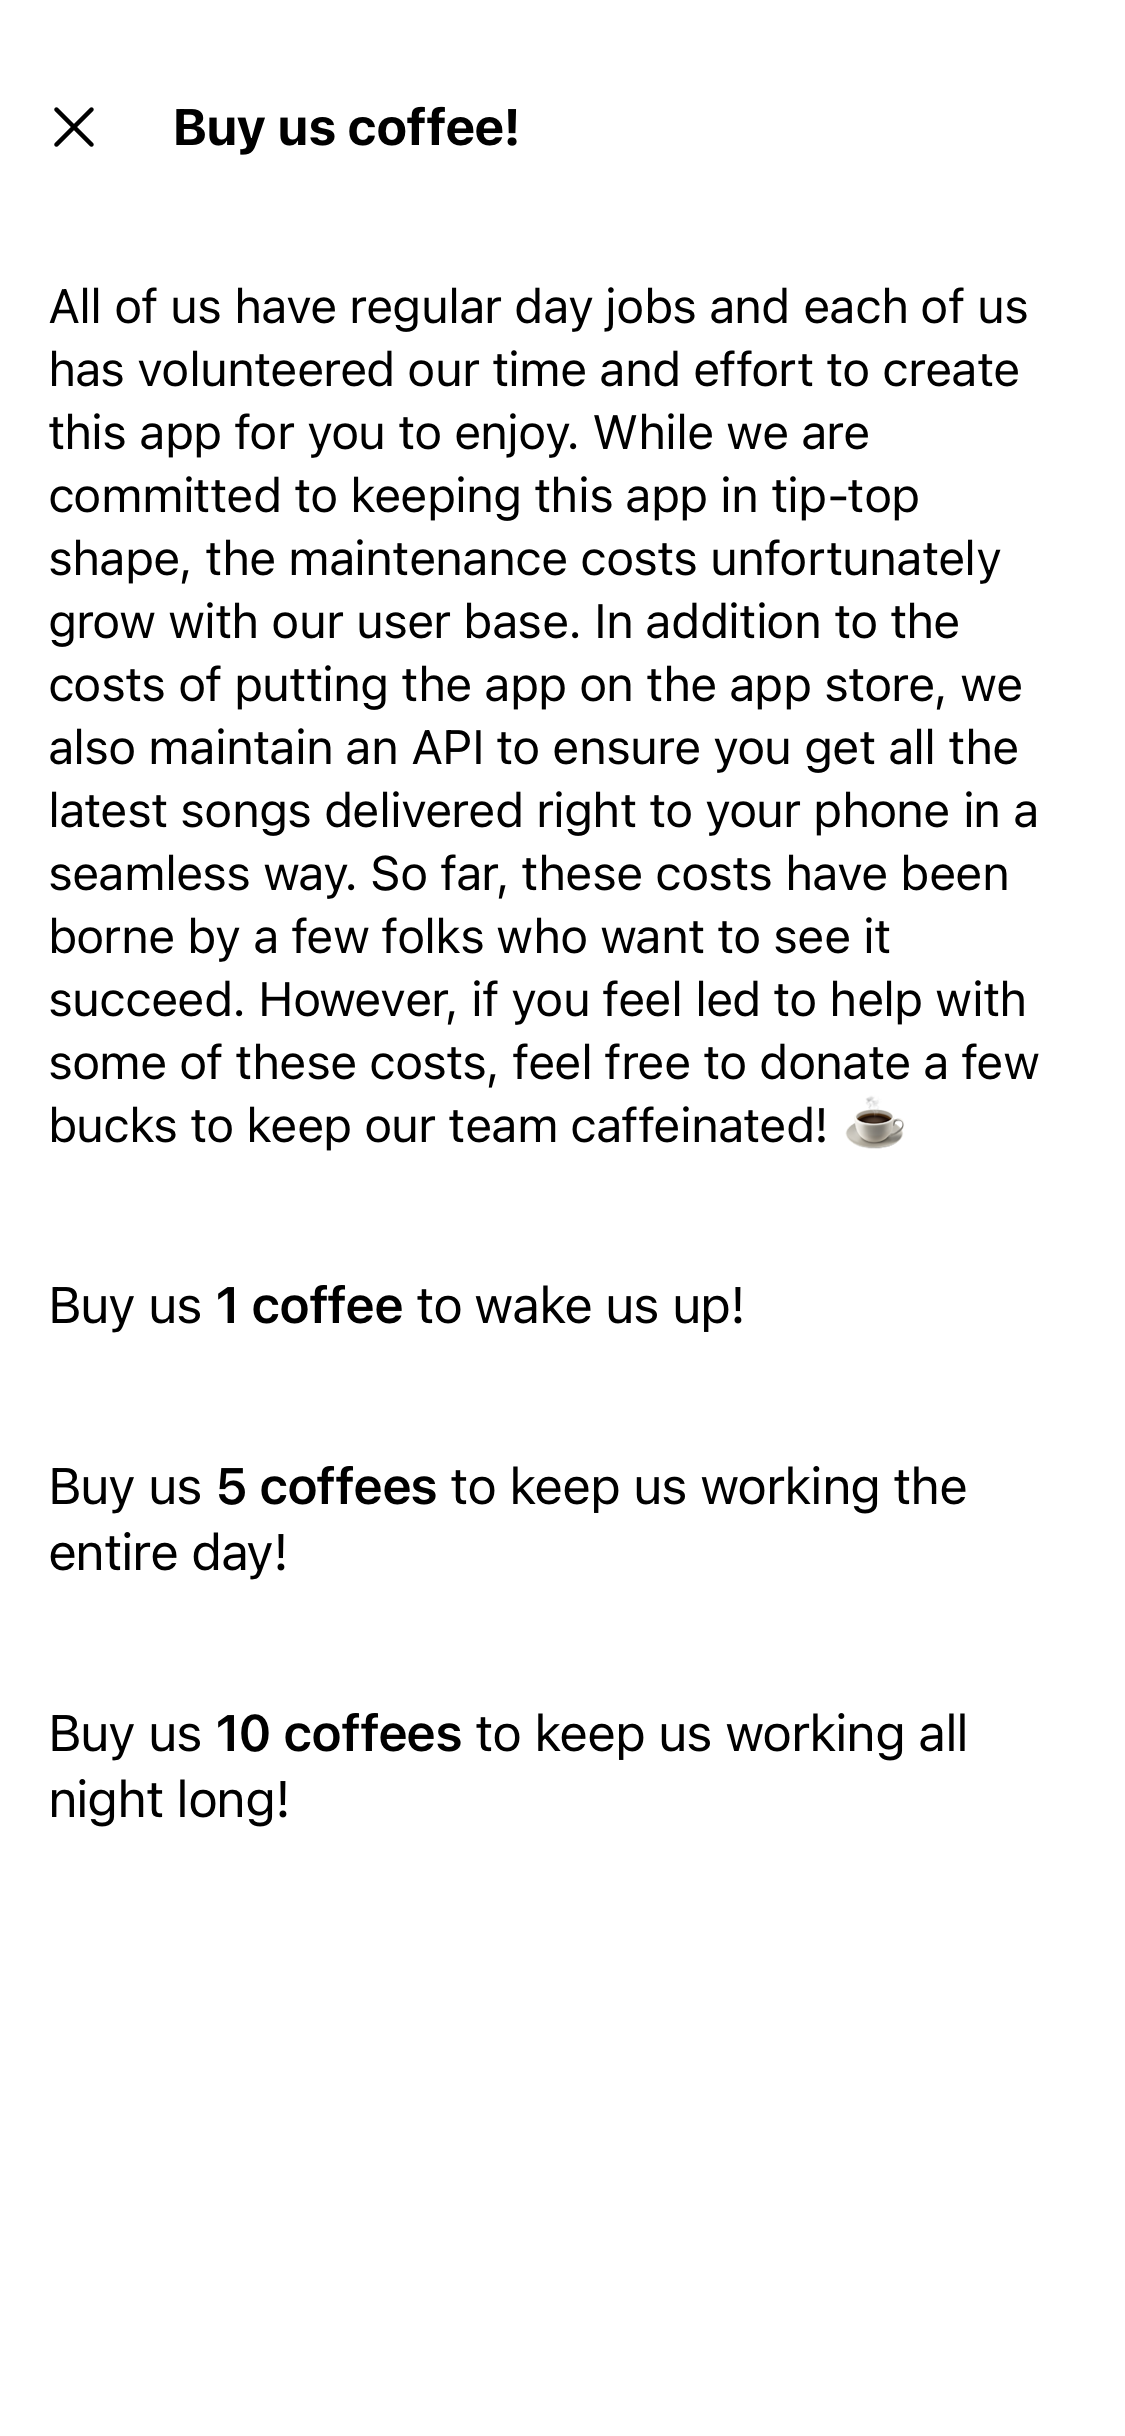 Buy us coffee!
All of us have regular day jobs and each of us
has volunteered our time and effort to create
this app for you to enjoy. While we are
committed to keeping this app in tip-top
shape, the maintenance costs unfortunately
grow with our user base. In addition to the
costs of putting the app on the app store, we
also maintain an API to ensure you get all the
latest songs delivered right to your phone in a
seamless way. So far, these costs have been
borne by a few folks who want to see it
succeed. However, if you feel led to help with
some of these costs, feel free to donate a few
bucks to keep our team caffeinated! ☕
Buy us 1 coffee to wake us up!
Buy us 5 coffees to keep us working the
entire day!
Buy us 10 coffees to keep us working all
night long!